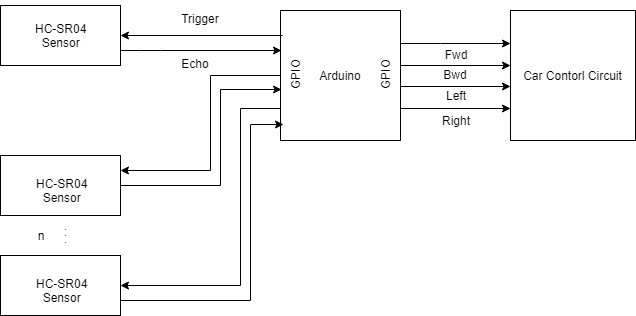 HC-SR04
Sensor
Trigger
Echo
GPIO
Arduino
GPIO
Fwd
Bwd
Left
Right
Car Contorl Circuit
HC-SR04
Sensor
n
HC-SR04
Sensor